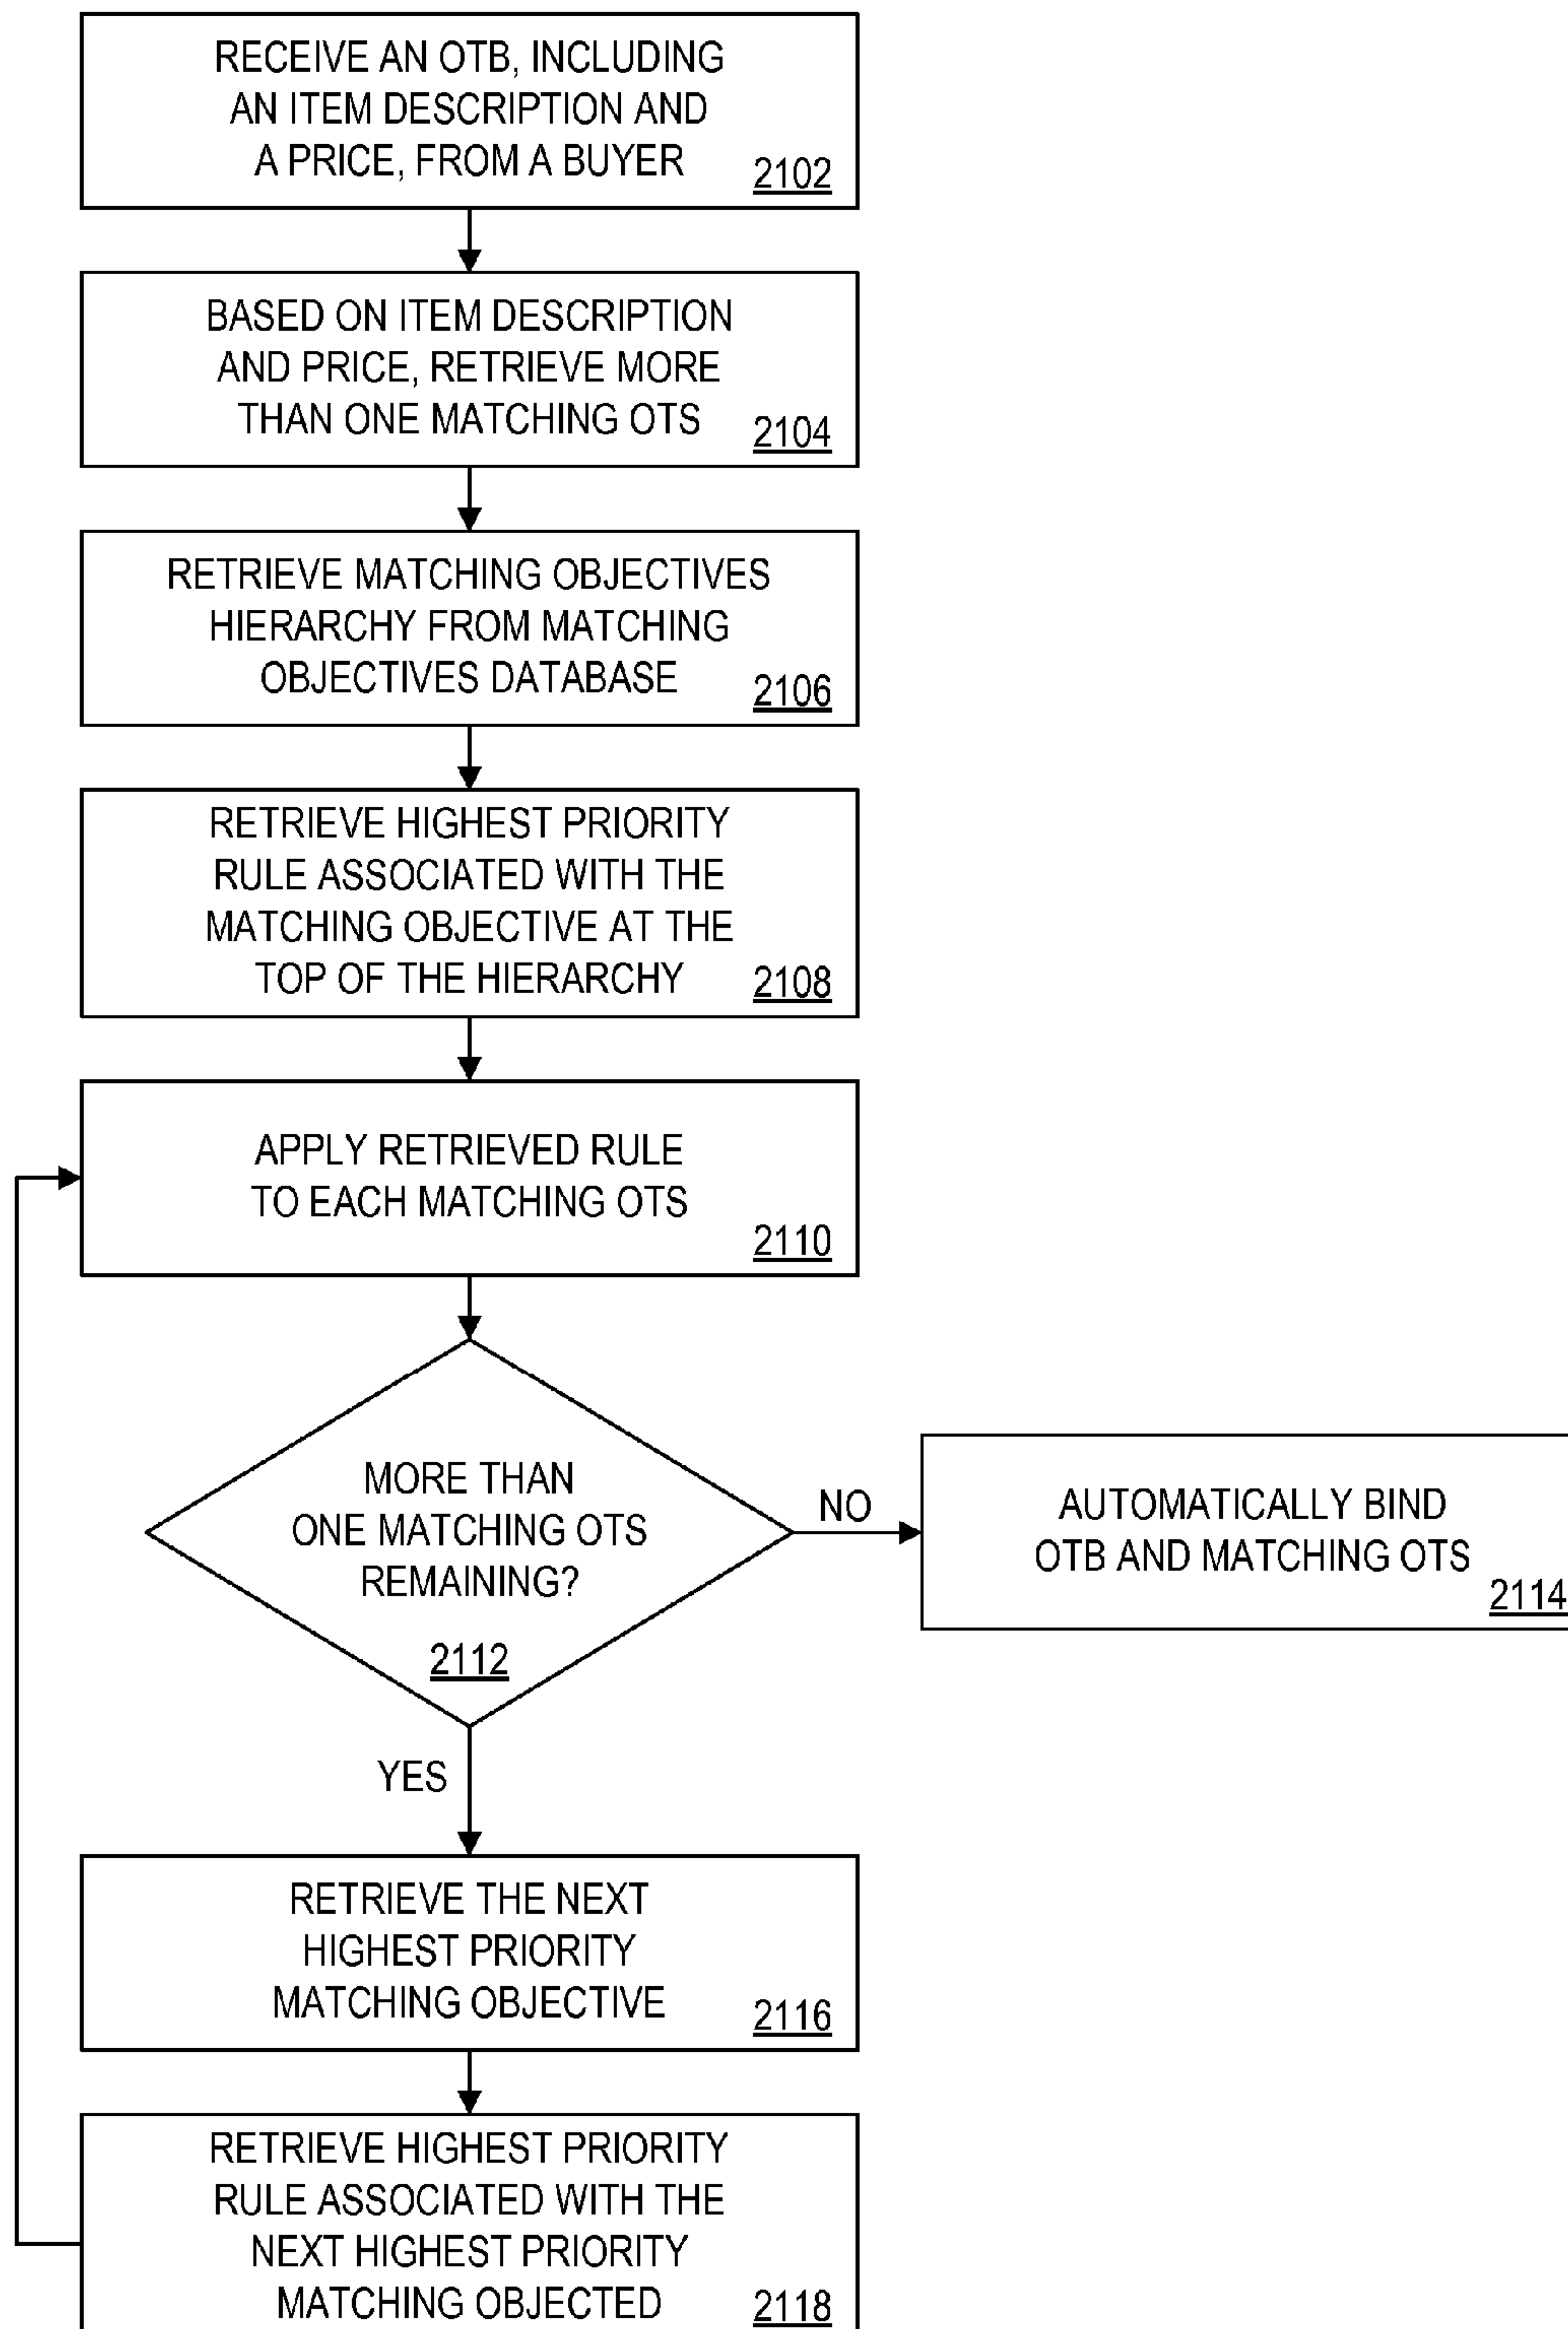 RECEIVE AN OTB, INCLUDING
AN ITEM DESCRIPTION AND
A PRICE, FROM A BUYER
2102
BASED ON ITEM DESCRIPTION
AND PRICE, RETRIEVE MORE
THAN ONE MATCHING OTS
2104
RETRIEVE MATCHING OBJECTIVES
HIERARCHY FROM MATCHING
OBJECTIVES DATABASE
2106
RETRIEVE HIGHEST PRIORITY
RULE ASSOCIATED WITH THE
MATCHING OBJECTIVE AT THE
TOP OF THE HIERARCHY
2108
APPLY RETRIEVED RULE
TO EACH MATCHING OTS
2110
MORE THAN
ONE MATCHING OTS
REMAINING?
2112
NO
AUTOMATICALLY BIND
OTB AND MATCHING OTS
2114
YES
RETRIEVE THE NEXT
HIGHEST PRIORITY
MATCHING OBJECTIVE
2116
RETRIEVE HIGHEST PRIORITY
RULE ASSOCIATED WITH THE
NEXT HIGHEST PRIORITY
MATCHING OBJECTED
2118